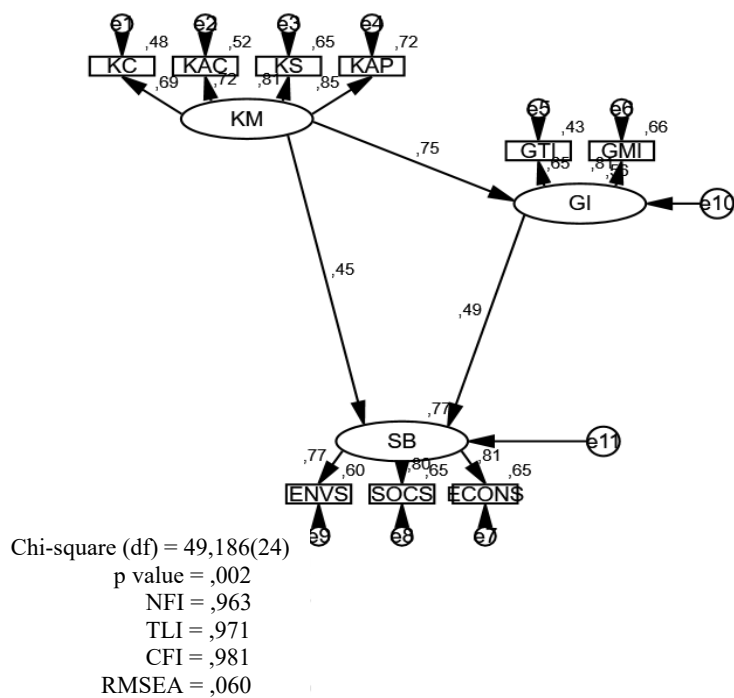 e1 e2 e3 e4
,48 ,52 ,65 ,72
KC KAC KS KAP
,69 ,72 ,81 ,85
KM
e5 e6
,43 ,66
GTI GMI
,75
,65 ,81 ,56
GI e10
,45
,49
,77
SB e11
,77 ,60 ,80 ,65 ,81 ,65
ENVS SOCS ECONS
e9 e8 e7
Chi-square (df) = 49,186(24)
p value = ,002
NFI = ,963
TLI = ,971
CFI = ,981
RMSEA = ,060